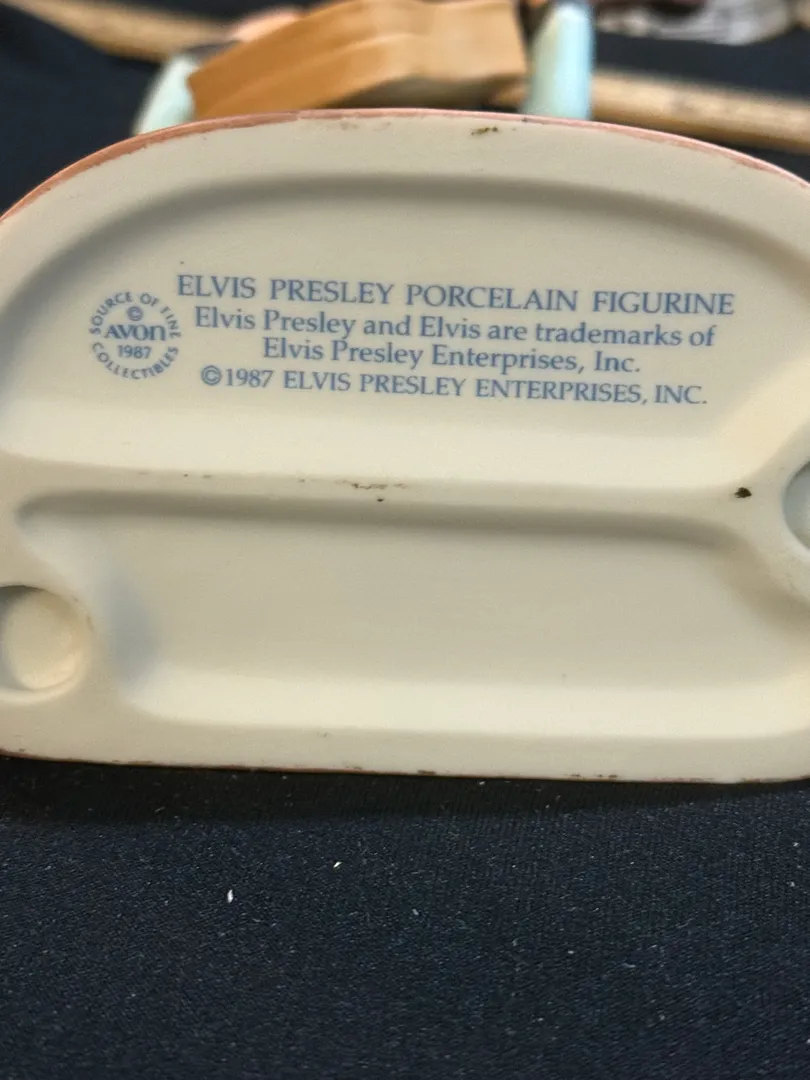 SOURCE OF FINE
©
AVON
1987
COLLECTIBLES
ELVIS PRESLEY PORCELAIN FIGURINE
Elvis Presley and Elvis are trademarks of
Elvis Presley Enterprises, Inc.
©1987 ELVIS PRESLEY ENTERPRISES, INC.